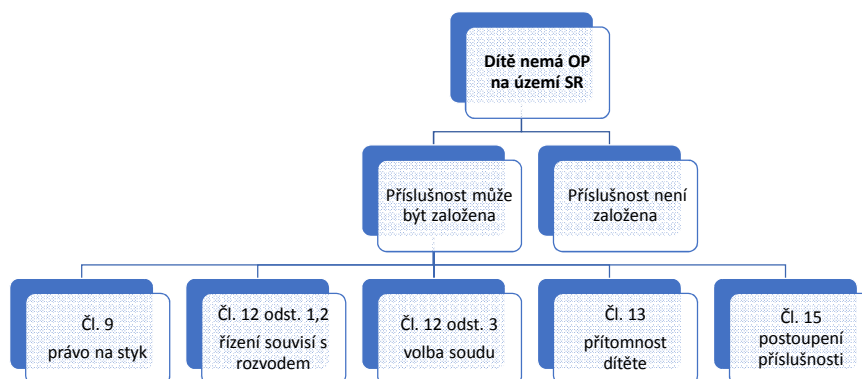 Dítě nemá OP
na území SR
Příslušnost může
být založena
Příslušnost není
založena
Čl. 9
právo na styk
Čl. 12 odst. 1,2
řízení souvisí s
rozvodem
Čl. 12 odst. 3
volba soudu
Čl. 13
přítomnost
dítěte
Čl. 15
postoupení
příslušnosti